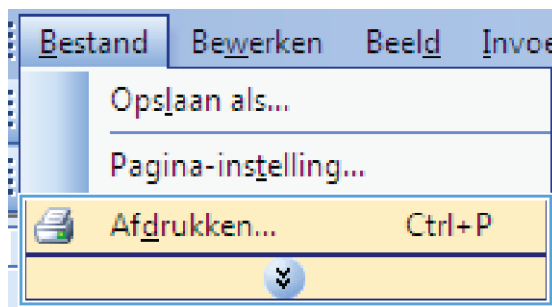 Bestand Bewerken Beeld Invoe
Opslaan als...
Pagina-instelling...
Afdrukken... Ctrl+P